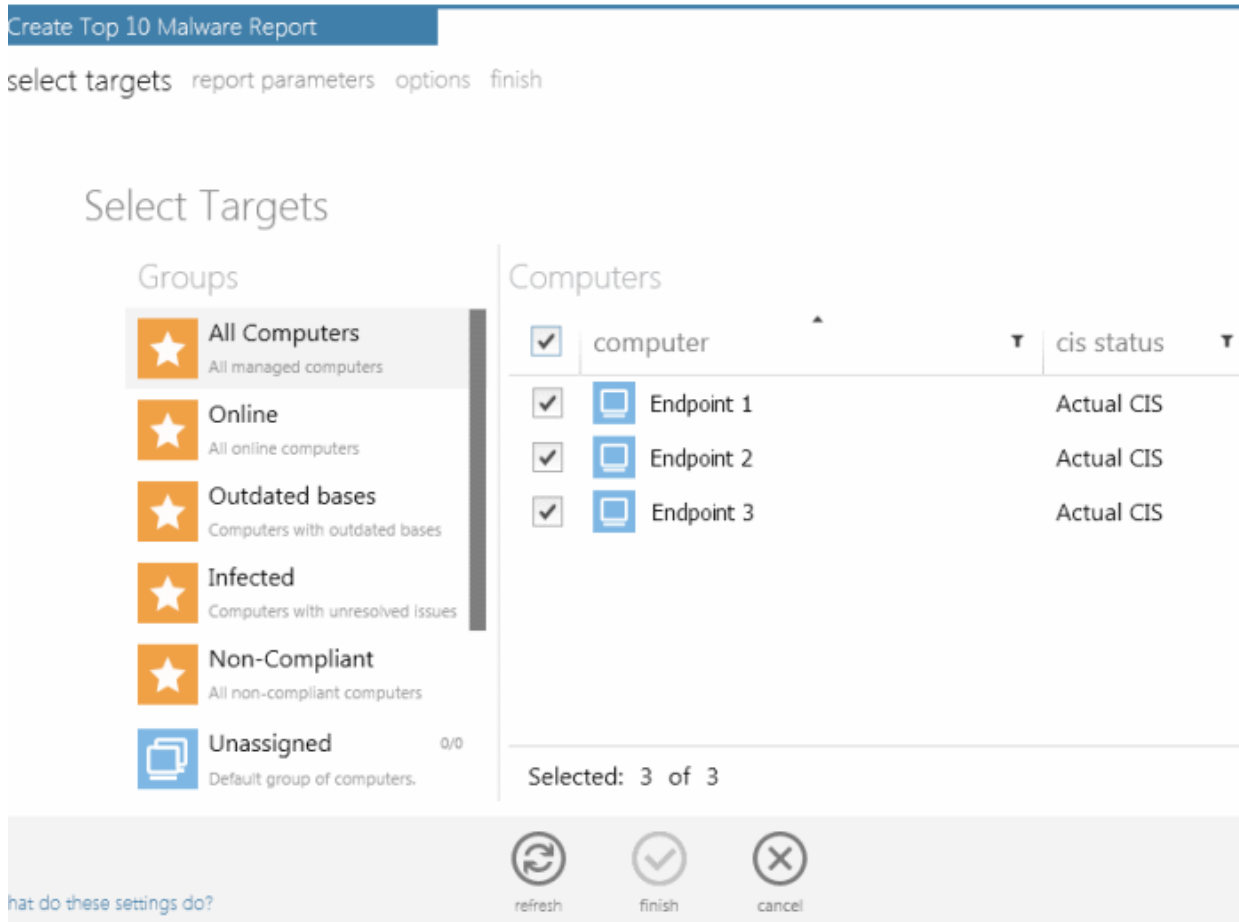 Create Top 10 Malware Report
select targets report parameters options finish
Select Targets
Groups
All Computers
All managed computers
Online
All online computers
Outdated bases
Computers with outdated bases
Infected
Computers with unresolved issues
Non-Compliant
All non-compliant computers
Unassigned 0/0
Default group of computers.
Computers
computer cis status
Endpoint 1 Actual CIS
Endpoint 2 Actual CIS
Endpoint 3 Actual CIS
Selected: 3 of 3
refresh finish cancel
hat do these settings do?